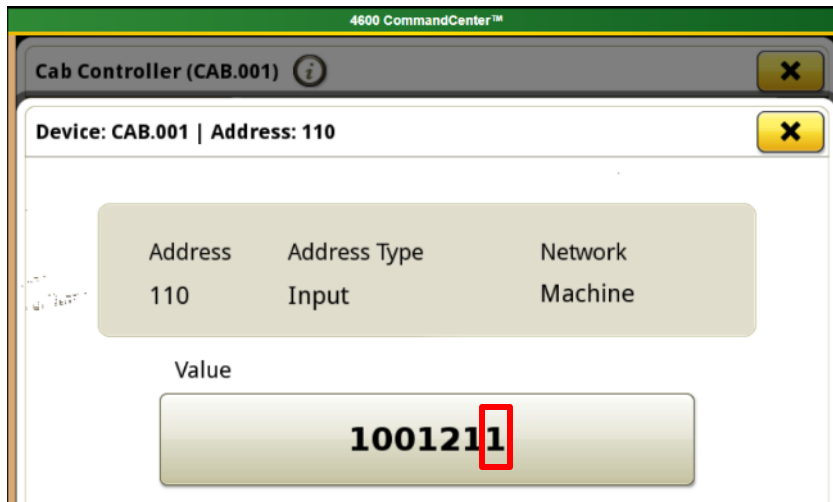 4600 CommandCenter™
Cab Controller (CAB.001) i
Device: CAB.001 | Address: 110
Address Address Type Network
110 Input Machine
Value
1001211